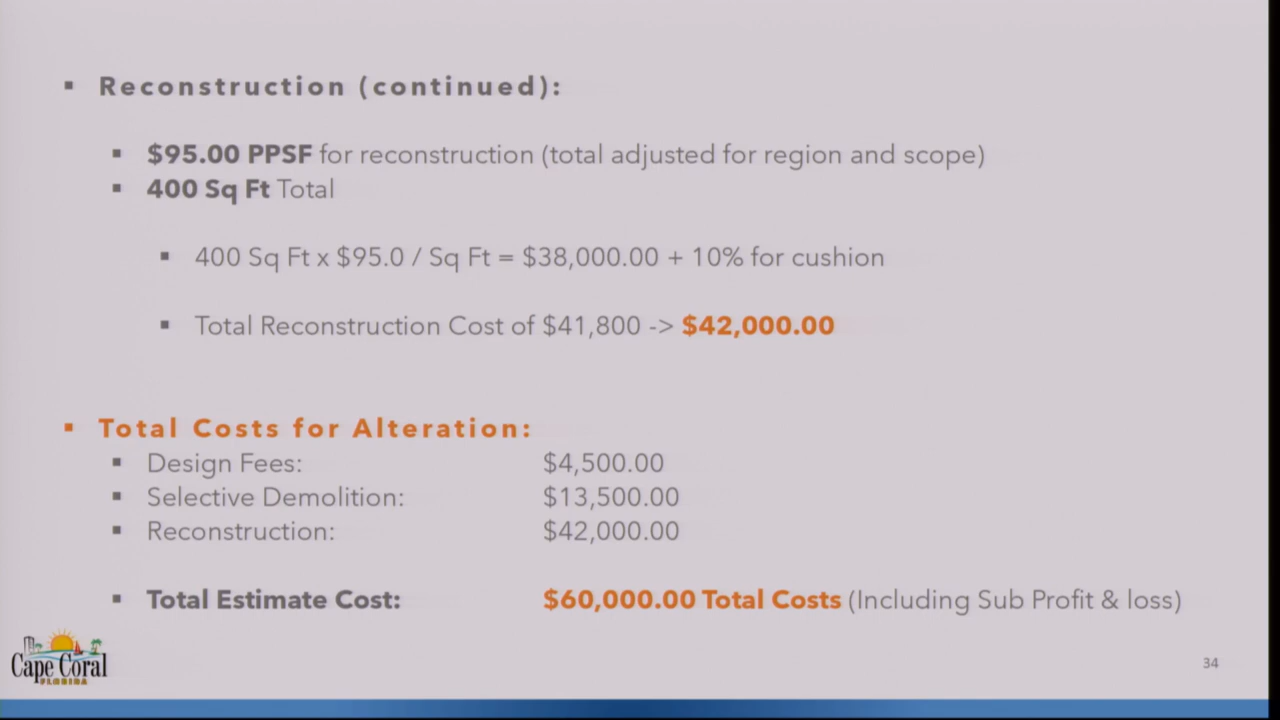 Reconstruction (continued):
$95.00 PPSF for reconstruction (total adjusted for region and scope)
400 Sq Ft Total
400 Sq Ft x $95.0 / Sq Ft = $38,000.00 + 10% for cushion
Total Reconstruction Cost of $41,800 -> $42,000.00
Total Costs for Alteration:
Design Fees: $4,500.00
Selective Demolition: $13,500.00
Reconstruction: $42,000.00
Total Estimate Cost: $60,000.00 Total Costs (Including Sub Profit & loss)
Cape Coral
FLORIDA
34